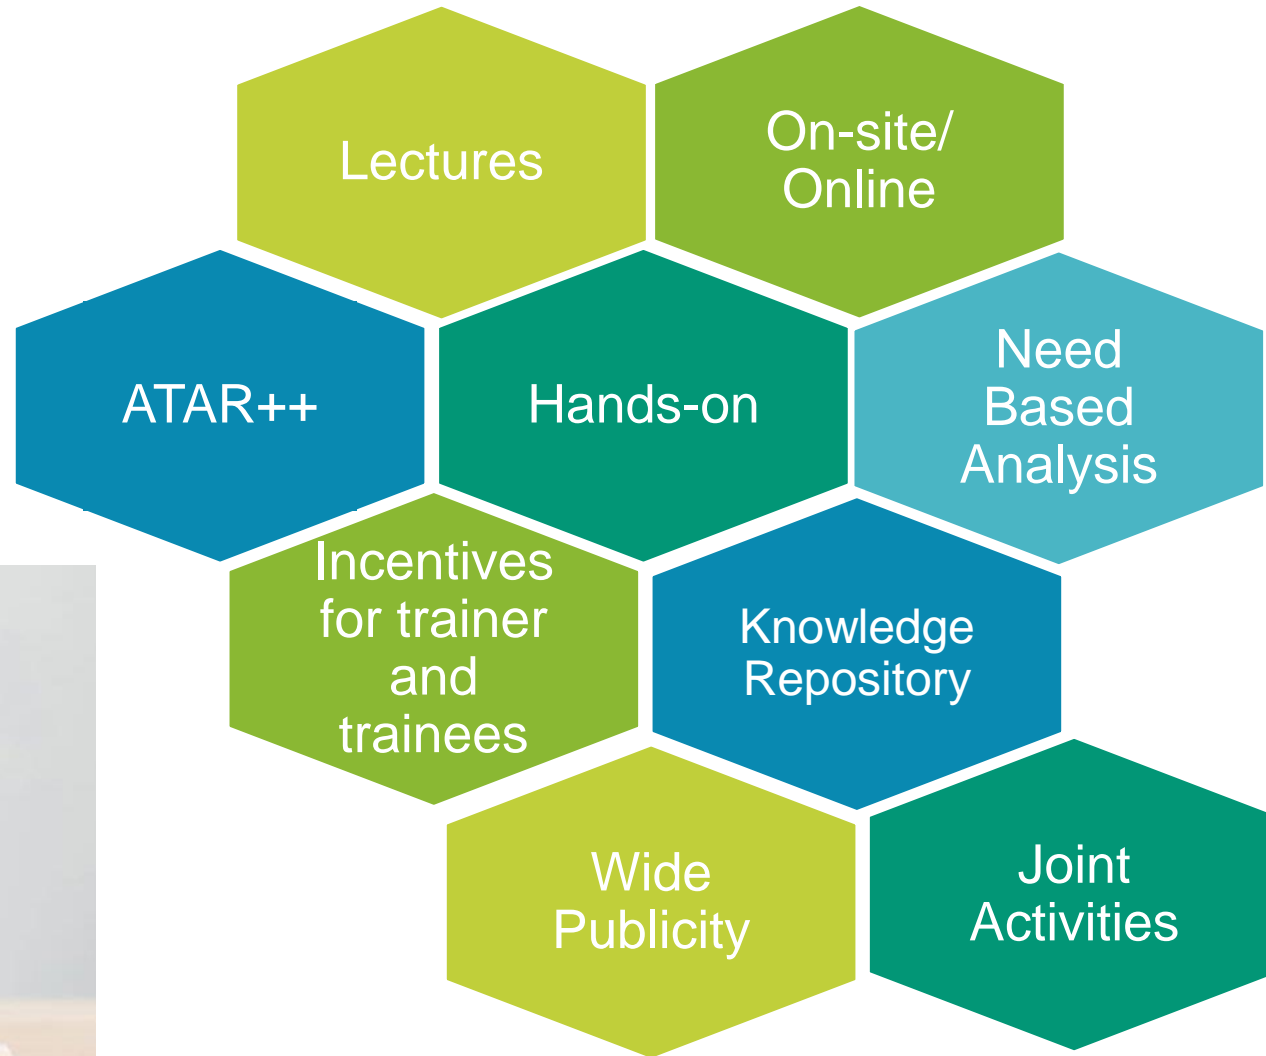 Lectures
On-site/
Online
ATAR++
Hands-on
Need
Based
Analysis
Incentives
for trainer
and
trainees
Knowledge
Repository
Wide
Publicity
Joint
Activities